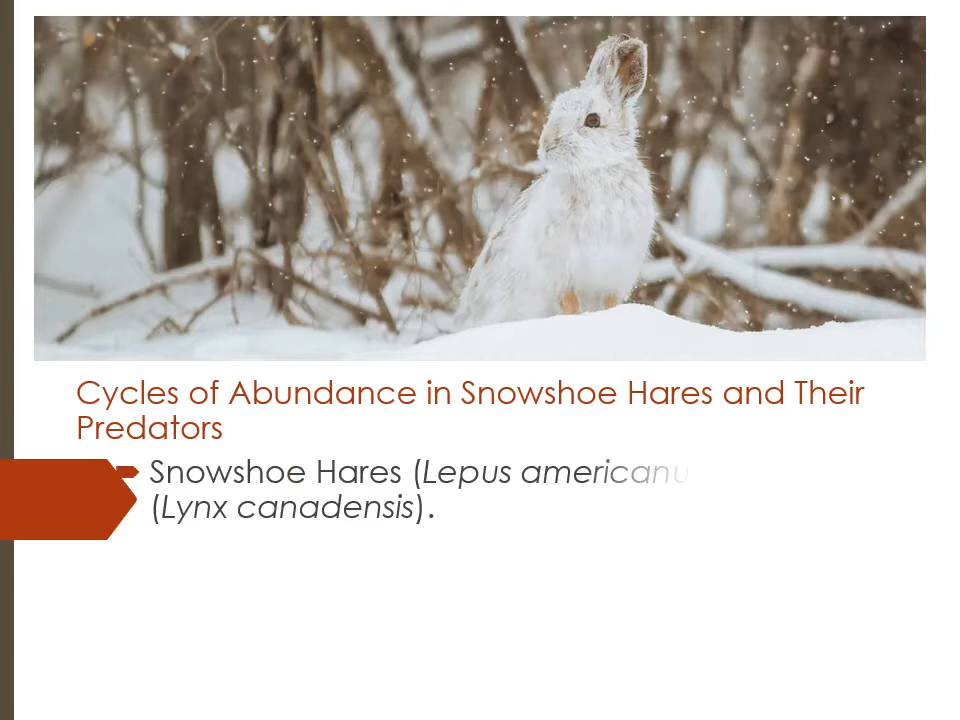 Cycles of Abundance in Snowshoe Hares and Their
Predators
Snowshoe Hares (Lepus americanu
(Lynx canadensis).